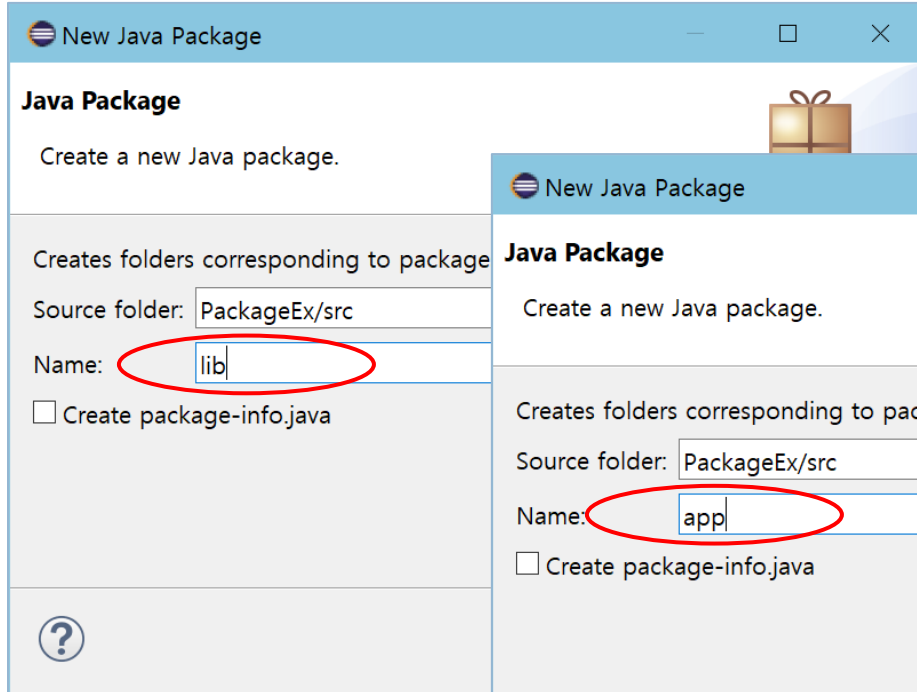 New Java Package
Java Package
Create a new Java package.
Creates folders corresponding to package
Source folder: PackageEx/src
Name: lib
Create package-info.java
?
New Java Package
Java Package
Create a new Java package.
Creates folders corresponding to pac
Source folder: PackageEx/src
Name: app
Create package-info.java